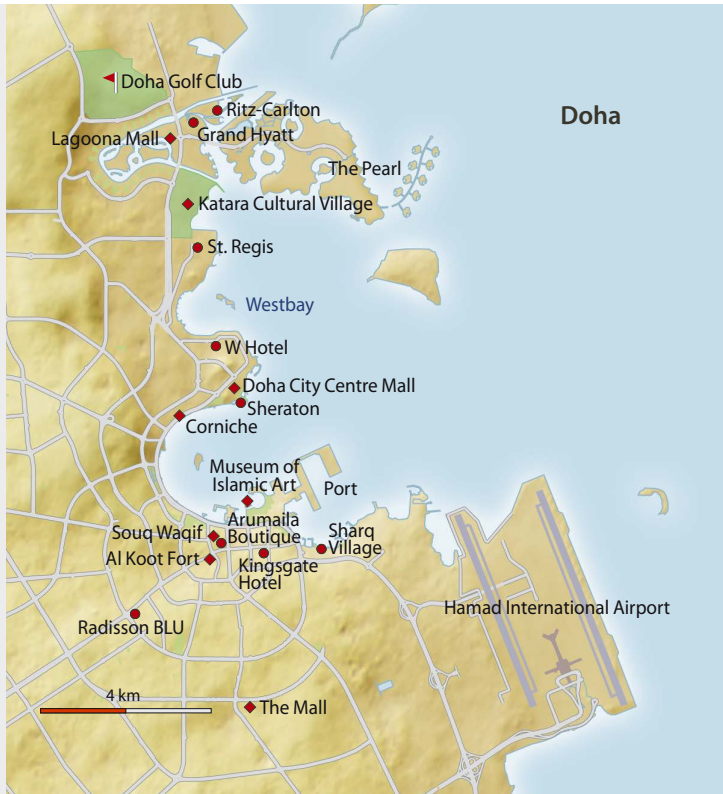 Doha Golf Club
Doha
Ritz-Carlton
Grand Hyatt
Lagoona Mall
The Pearl
Katara Cultural Village
St. Regis
Westbay
W Hotel
Doha City Centre Mall
Sheraton
Corniche
Museum of
Islamic Art
Port
Souq Waqif
Arumaila
Boutique
Sharq
Village
Al Koot Fort
Kingsgate
Hotel
Hamad International Airport
Radisson BLU
4 km
The Mall